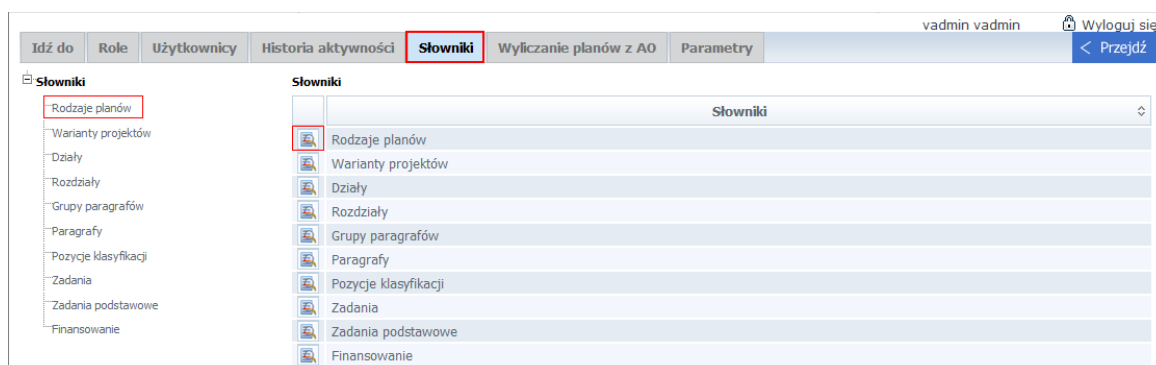 vadmin vadmin Wyloguj się
Idź do Role Użytkownicy Historia aktywności Słowniki Wyliczanie planów z AO Parametry < Przejdź
Słowniki
Rodzaje planów
Warianty projektów
Działy
Rozdziały
Grupy paragrafów
Paragrafy
Pozycje klasyfikacji
Zadania
Zadania podstawowe
Finansowanie
Słowniki
Słowniki
Rodzaje planów
Warianty projektów
Działy
Rozdziały
Grupy paragrafów
Paragrafy
Pozycje klasyfikacji
Zadania
Zadania podstawowe
Finansowanie